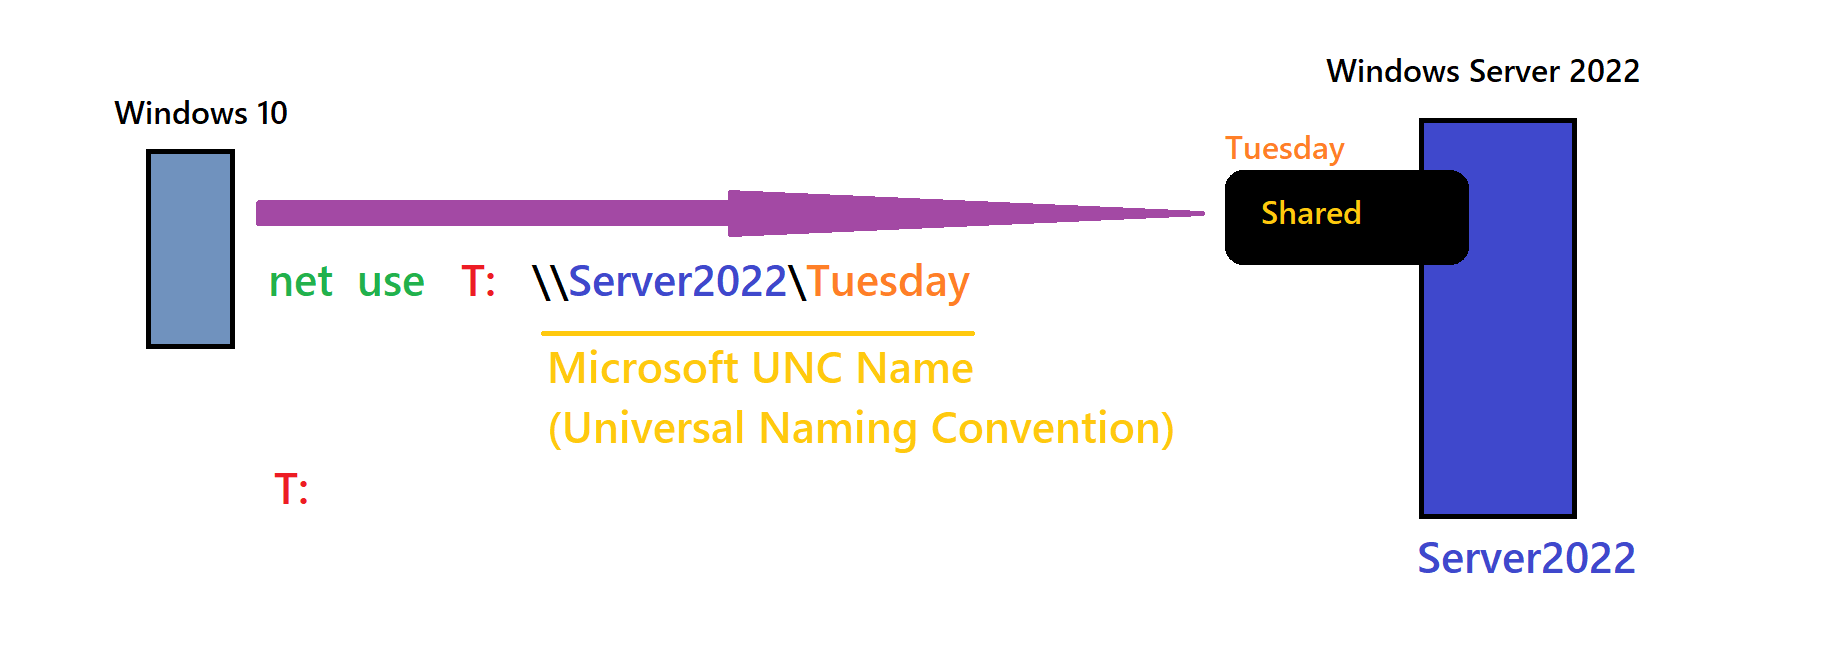 Windows Server 2022
Windows 10
Tuesday
Shared
net use T: \\Server2022\Tuesday
Microsoft UNC Name
(Universal Naming Convention)
T:
Server2022